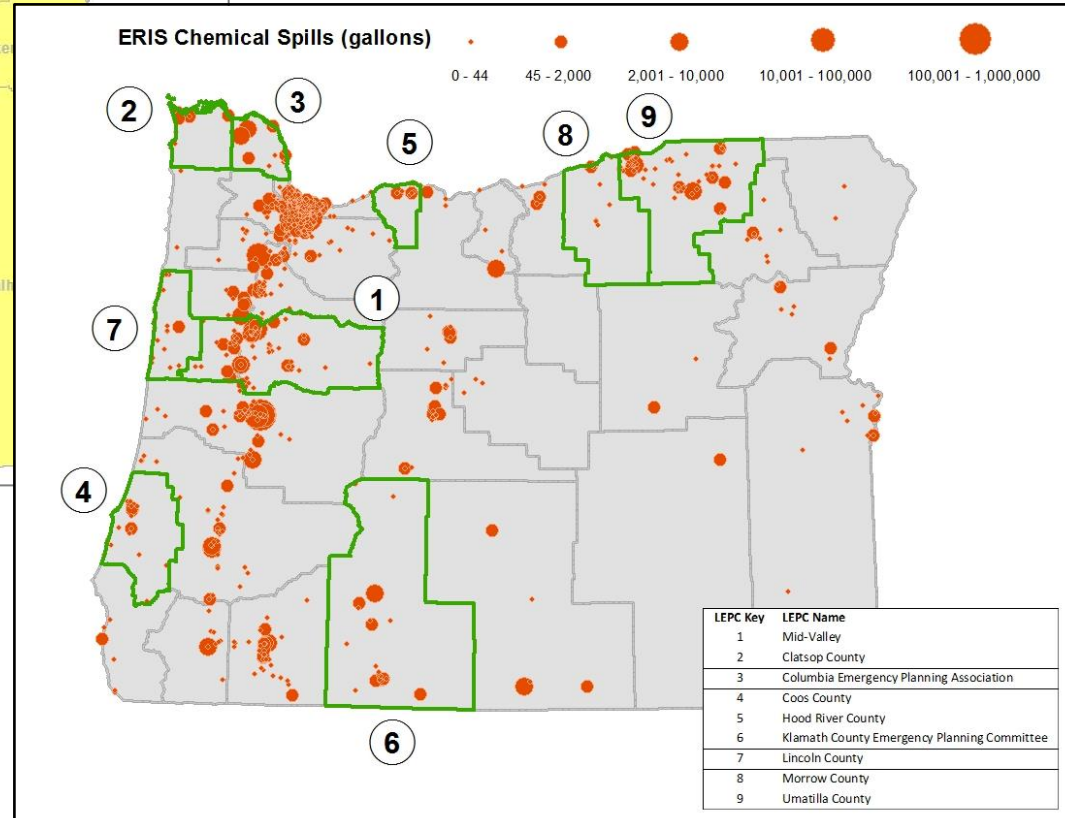 ERIS Chemical Spills (gallons)
0 - 44 45 - 2,000 2,001 - 10,000 10,001 - 100,000 100,001 - 1,000,000
2
3
5
8
9
1
7
4
6
LEPC Key LEPC Name
1 Mid-Valley
2 Clatsop County
3 Columbia Emergency Planning Association
4 Coos County
5 Hood River County
6 Klamath County Emergency Planning Committee
7 Lincoln County
8 Morrow County
9 Umatilla County